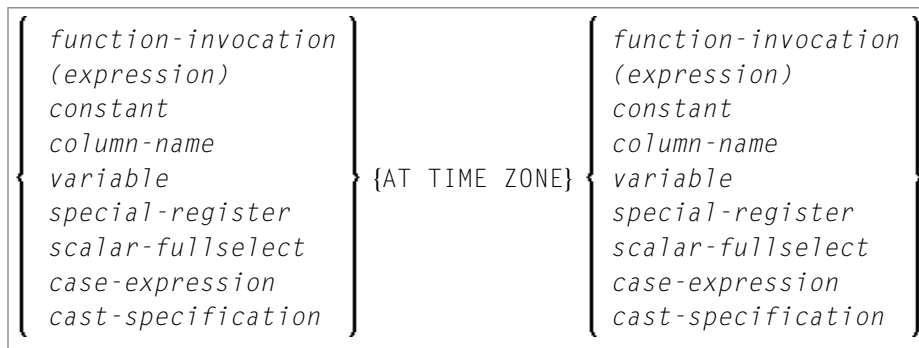 function-invocation
(expression)
constant
column-name
variable
special-register
scalar-fullselect
case-expression
cast-specification
{AT TIME ZONE}
function-invocation
(expression)
constant
column-name
variable
special-register
scalar-fullselect
case-expression
cast-specification